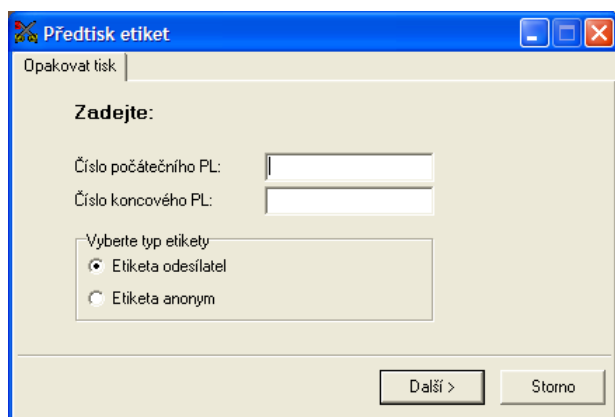 Předtisk etiket
Opakovat tisk
Zadejte:
Číslo počátečního PL:
Číslo koncového PL:
Vyberte typ etikety
Etiketa odesílatel
Etiketa anonym
Další > Storno